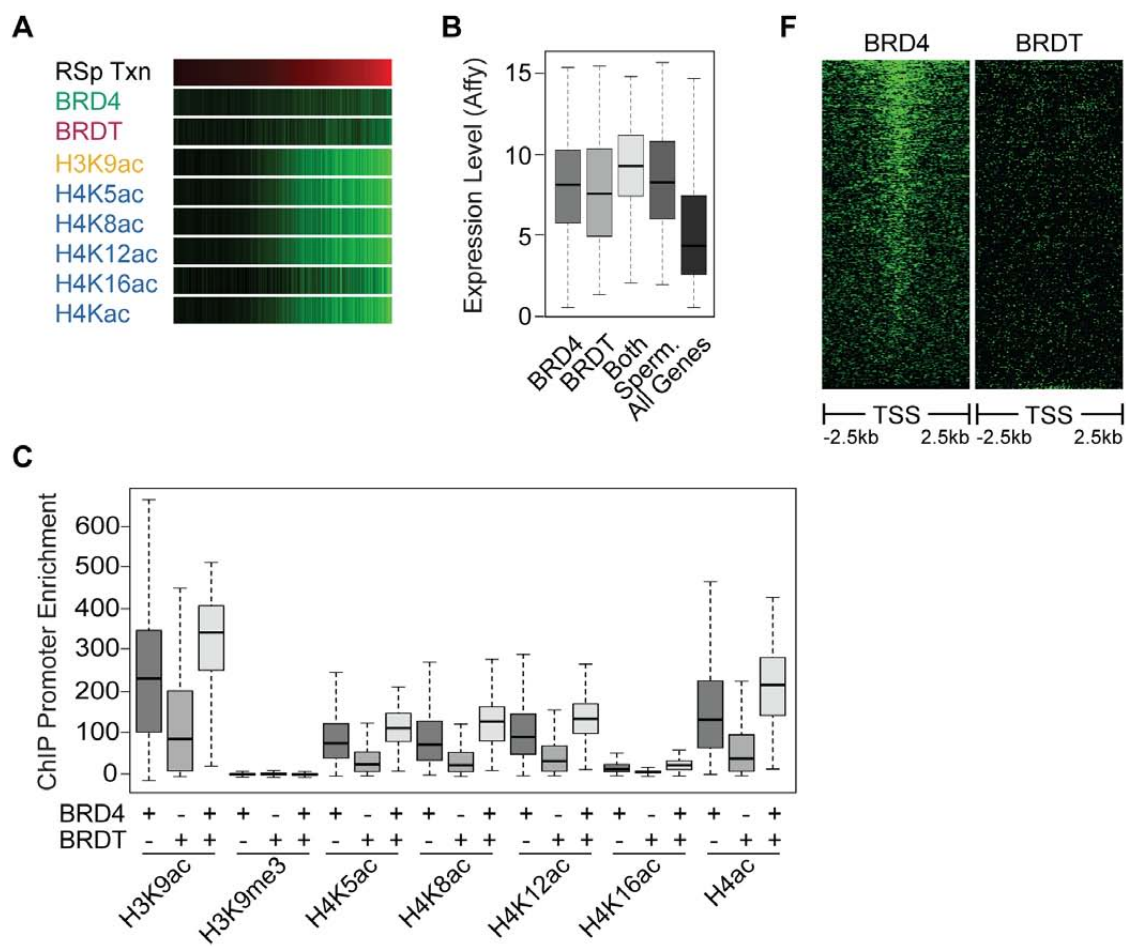 A
RSp Txn
BRD4
BRDT
H3K9ac
H4K5ac
H4K8ac
H4K12ac
H4K16ac
H4Kac
B
Expression Level (Affy)
15
10
5
0
BRD4
BRDT
Both
Sperm.
All Genes
F
BRD4 BRDT
TSS TSS
-2.5kb 2.5kb -2.5kb 2.5kb
C
ChIP Promoter Enrichment
600
500
400
300
200
100
0
BRD4 + - + + - + + - + + - + + - + + - + + - +
BRDT - + + - + + - + + - + + - + + - + + - + +
H3K9ac
H3K9me3
H4K5ac
H4K8ac
H4K12ac
H4K16ac
H4ac